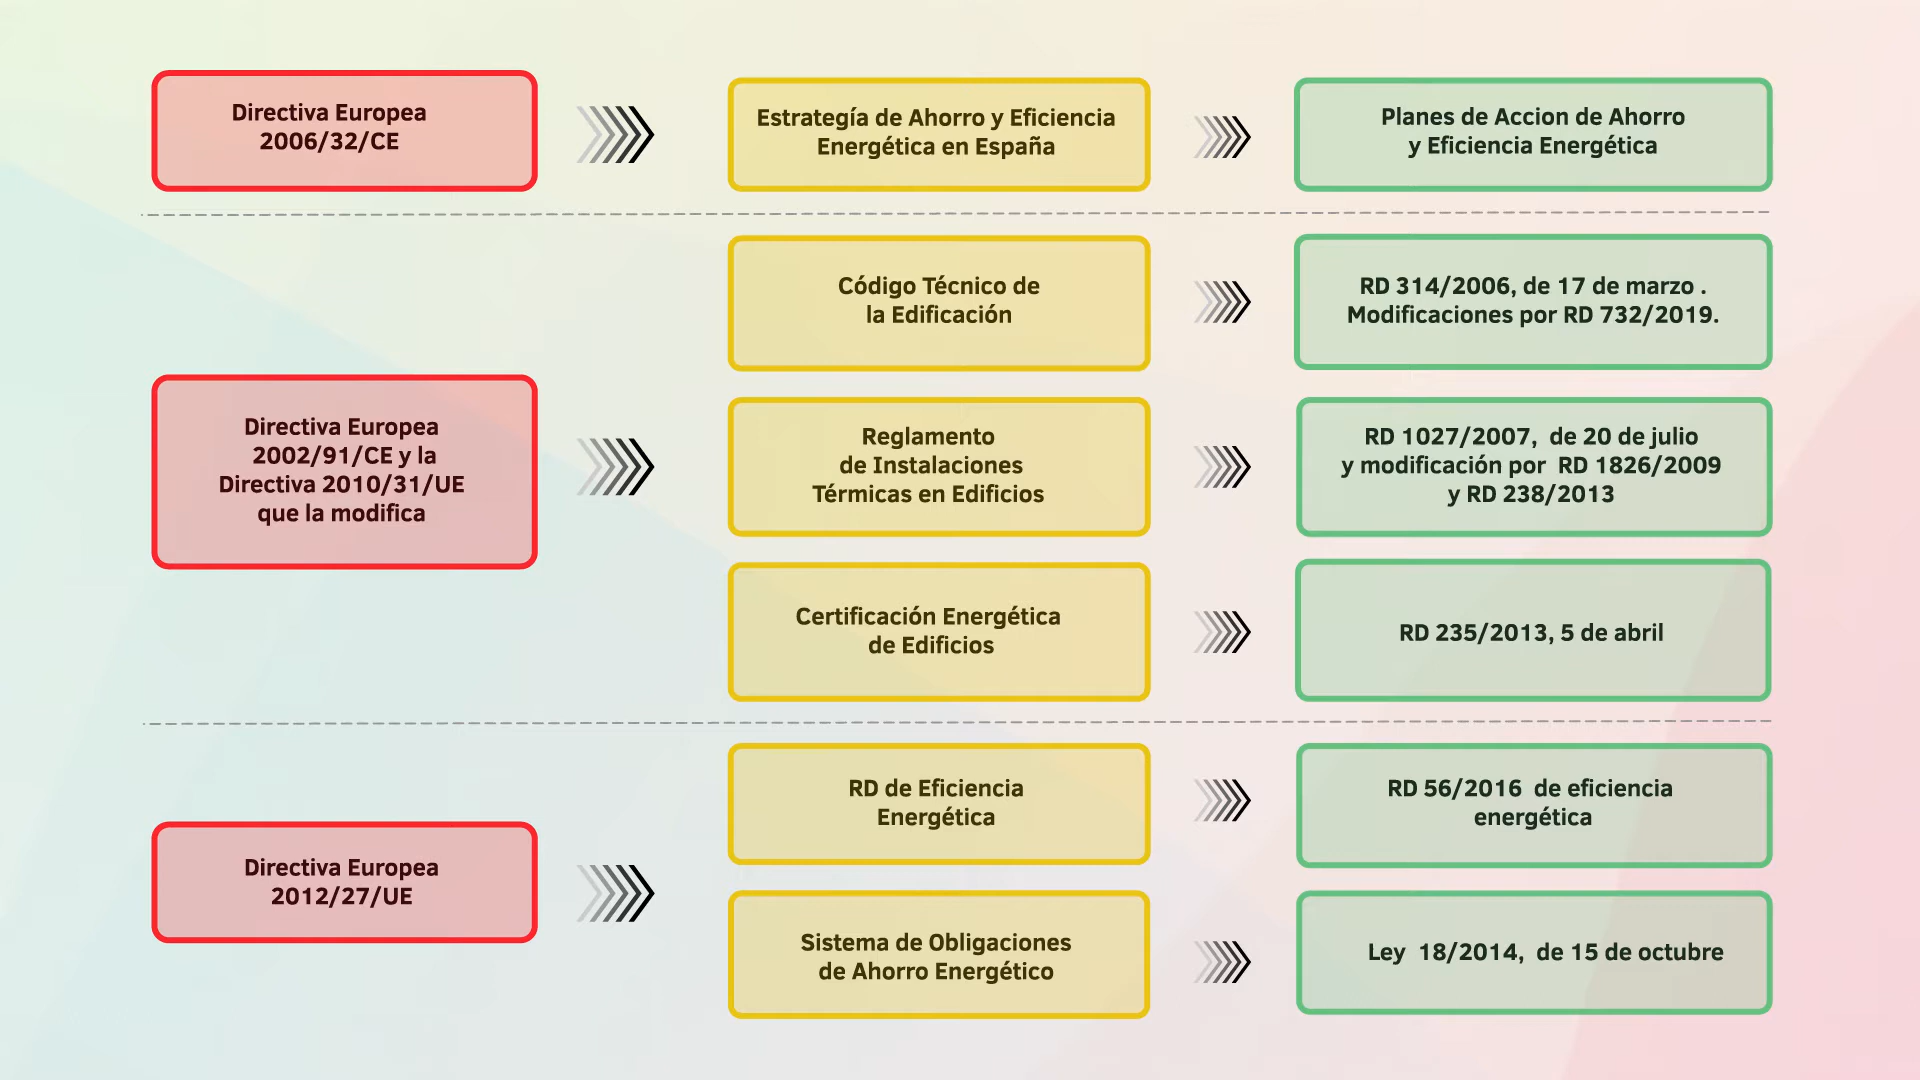 Directiva Europea
2006/32/CE
Estrategía de Ahorro y Eficiencia
Energética en España
Planes de Accion de Ahorro
y Eficiencia Energética
Directiva Europea
2002/91/CE y la
Directiva 2010/31/UE
que la modifica
Código Técnico de
la Edificación
RD 314/2006, de 17 de marzo .
Modificaciones por RD 732/2019.
Reglamento
de Instalaciones
Térmicas en Edificios
RD 1027/2007,  de 20 de julio
y modificación por  RD 1826/2009
y RD 238/2013
Certificación Energética
de Edificios
RD 235/2013, 5 de abril
Directiva Europea
2012/27/UE
RD de Eficiencia
Energética
RD 56/2016  de eficiencia
energética
Sistema de Obligaciones
de Ahorro Energético
Ley  18/2014,  de 15 de octubre